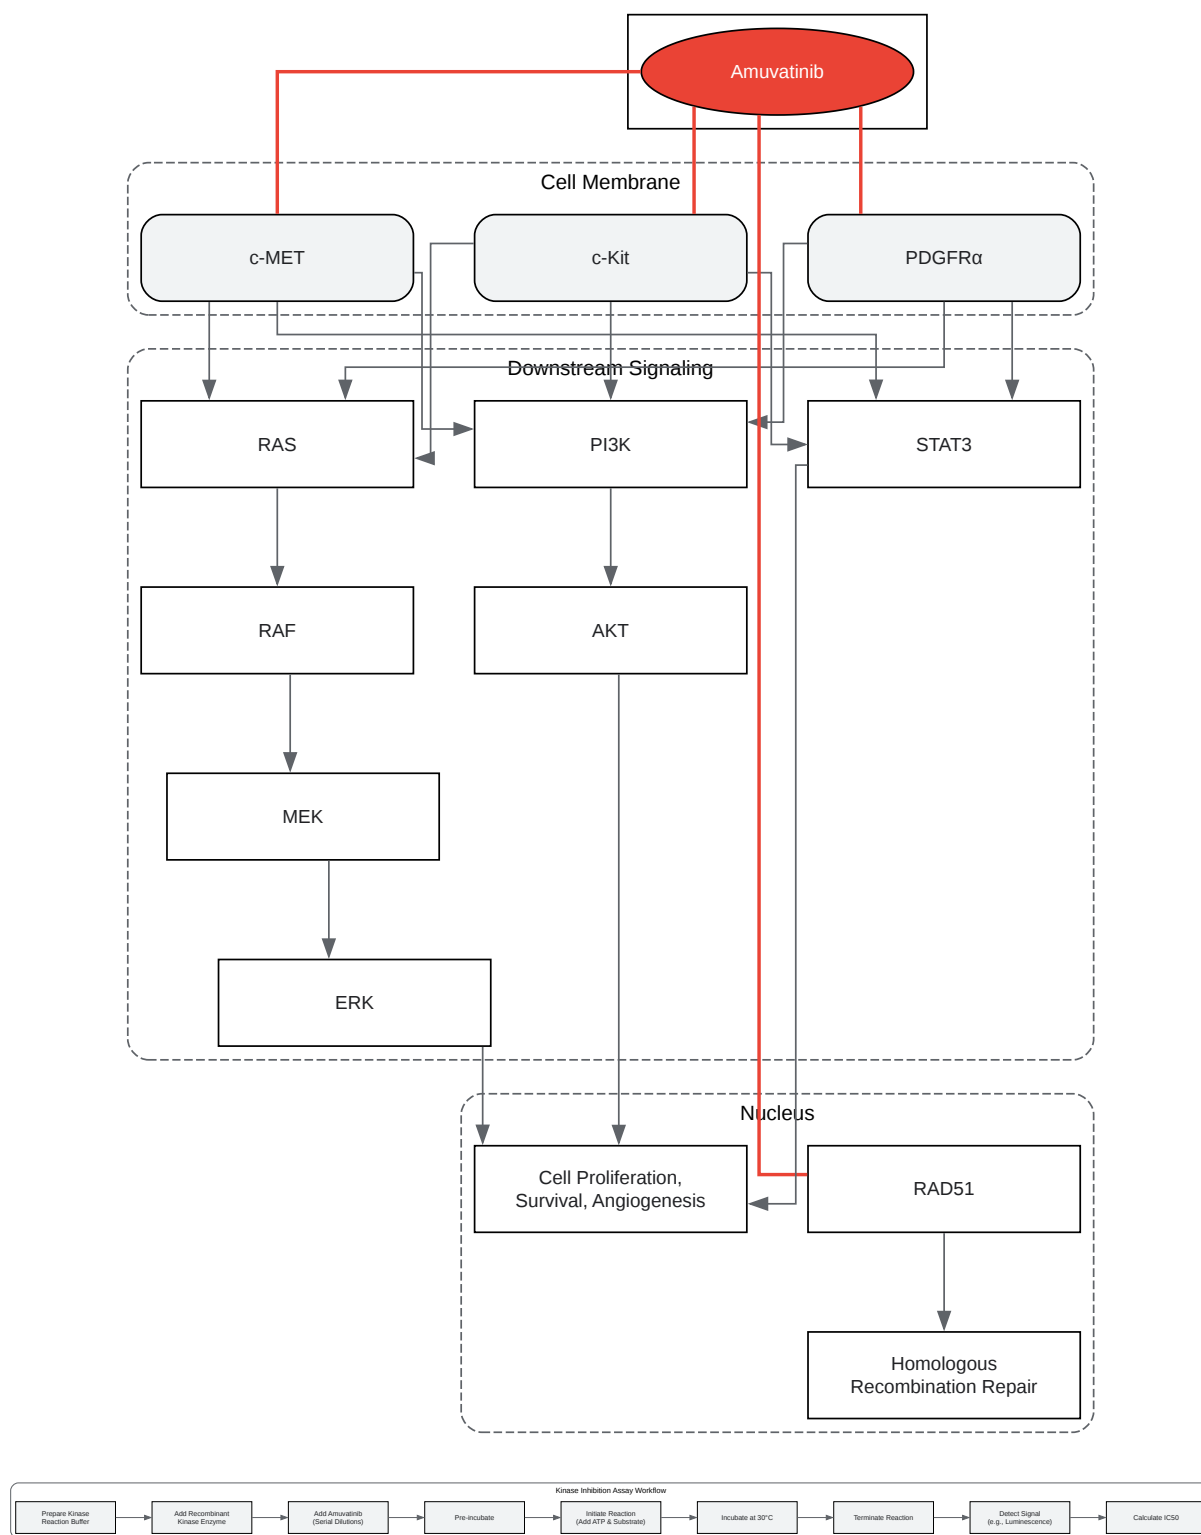 Amuvatinib
Cell Membrane
c-MET
c-Kit
PDGFRα
Downstream Signaling
RAS
PI3K
STAT3
RAF
AKT
MEK
ERK
Nucleus
Cell Proliferation,
Survival, Angiogenesis
RAD51
Homologous
Recombination Repair
Kinase Inhibition Assay Workflow
Prepare Kinase
Reaction Buffer
Add Recombinant
Kinase Enzyme
Add Amuvatinib
(Serial Dilutions)
Pre-incubate
Initiate Reaction
(Add ATP & Substrate)
Incubate at 30°C
Terminate Reaction
Detect Signal
(e.g., Luminescence)
Calculate IC50